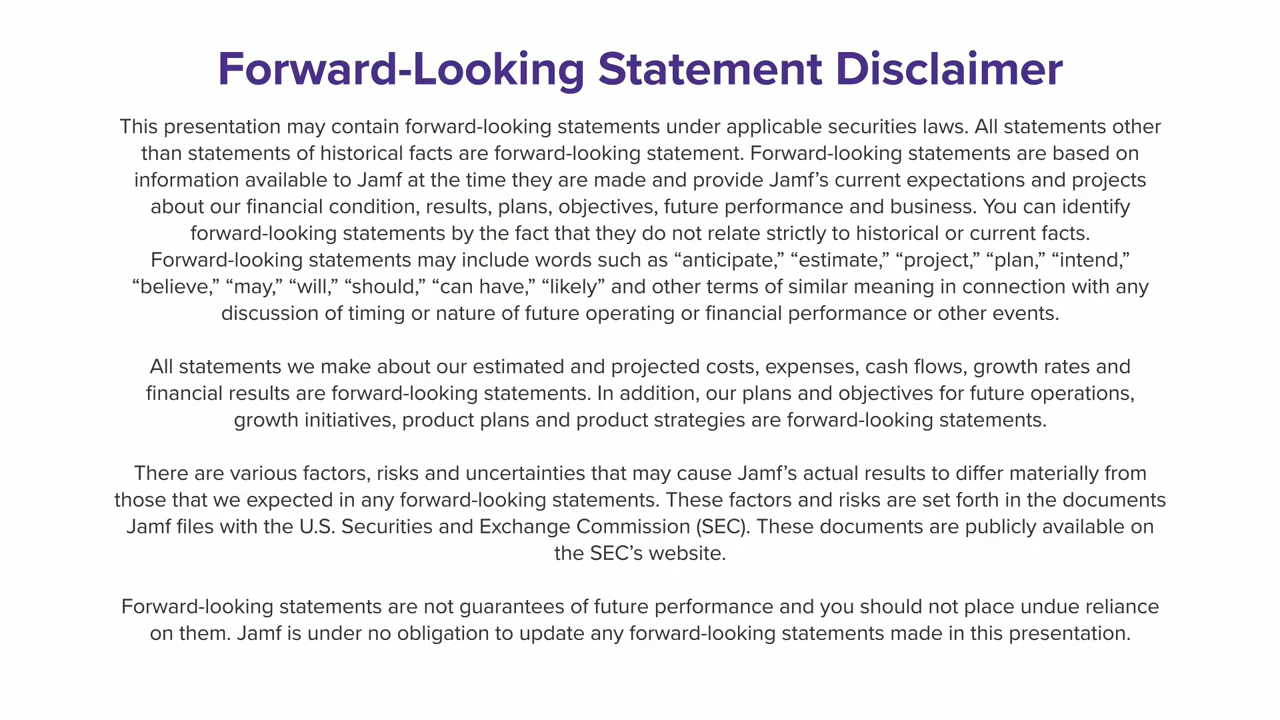 Forward-Looking Statement Disclaimer
This presentation may contain forward-looking statements under applicable securities laws. All statements other
than statements of historical facts are forward-looking statement. Forward-looking statements are based on
information available to Jamf at the time they are made and provide Jamf’s current expectations and projects
about our financial condition, results, plans, objectives, future performance and business. You can identify
forward-looking statements by the fact that they do not relate strictly to historical or current facts.
Forward-looking statements may include words such as “anticipate,” “estimate,” “project,” “plan,” “intend,”
“believe,” “may,” “will,” “should,” “can have,” “likely” and other terms of similar meaning in connection with any
discussion of timing or nature of future operating or financial performance or other events.
All statements we make about our estimated and projected costs, expenses, cash flows, growth rates and
financial results are forward-looking statements. In addition, our plans and objectives for future operations,
growth initiatives, product plans and product strategies are forward-looking statements.
There are various factors, risks and uncertainties that may cause Jamf’s actual results to differ materially from
those that we expected in any forward-looking statements. These factors and risks are set forth in the documents
Jamf files with the U.S. Securities and Exchange Commission (SEC). These documents are publicly available on
the SEC’s website.
Forward-looking statements are not guarantees of future performance and you should not place undue reliance
on them. Jamf is under no obligation to update any forward-looking statements made in this presentation.